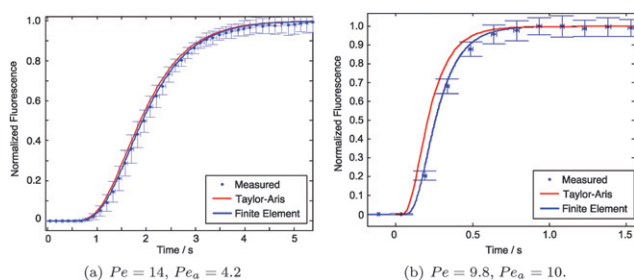 1
0.8
0.6
0.4
0.2
0
Normalized Fluorescence
0 1 2 3 4 5
Time / s
Measured
Taylor-Aris
Finite Element
(a) Pe = 14, Pea = 4.2
1.0
0.9
0.8
0.7
0.6
0.5
0.4
0.3
0.2
0.1
0
Normalized Fluorescence
0 0.5 1.0 1.5
Time / s
Measured
Taylor-Aris
Finite Element
(b) Pe = 9.8, Pea = 10.